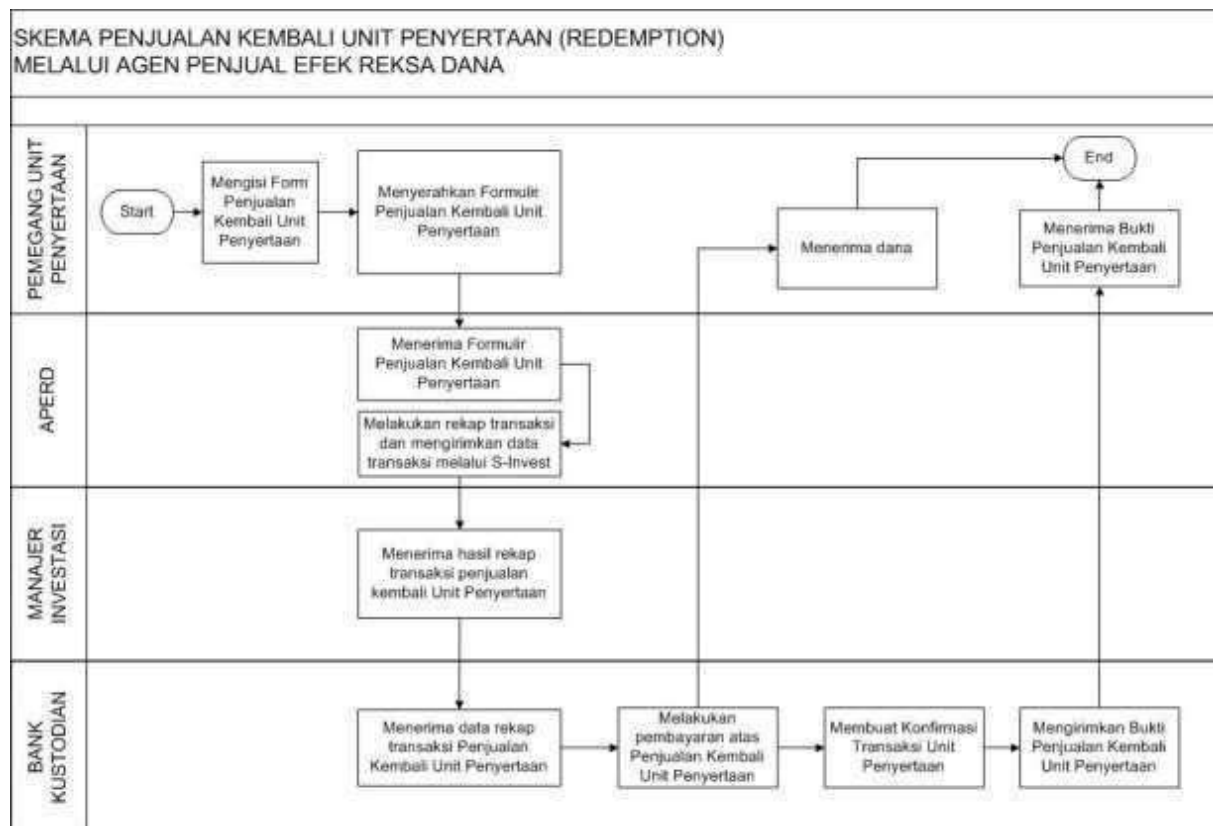 SKEMA PENJUALAN KEMBALI UNIT PENYERTAAN (REDEMPTION)
MELALUI AGEN PENJUAL EFEK REKSA DANA
PEMEGANG UNIT
PENYERTAAN
Start
Mengisi Form
Penjualan
Kembali Unit
Penyertaan
Menyerahkan Formulir
Penjualan Kembali Unit
Penyertaan
Menerima dana
End
Menerima Bukti
Penjualan Kembali
Unit Penyertaan
APERD
Menerima Formulir
Penjualan Kembali Unit
Penyertaan
Melakukan rekap transaksi
dan mengirimkan data
transaksi melalui S-Invest
MANAJER
INVESTASI
Menerima hasil rekap
transaksi penjualan
kembali Unit Penyertaan
BANK
KUSTODIAN
Menerima data rekap
transaksi Penjualan
Kembali Unit Penyertaan
Melakukan
pembayaran atas
Penjualan Kembali
Unit Penyertaan
Membuat Konfirmasi
Transaksi Unit
Penyertaan
Mengirimkan Bukti
Penjualan Kembali
Unit Penyertaan